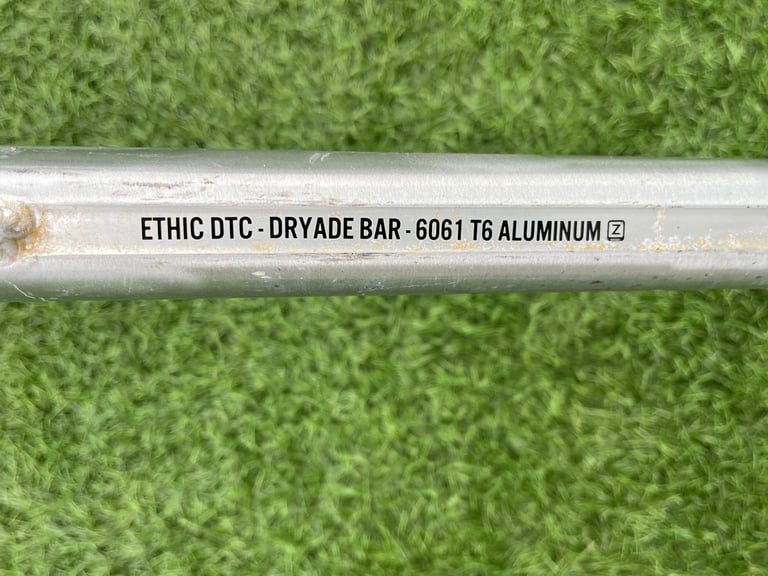 ETHIC DTC - DRYADE BAR - 6061 T6 ALUMINUM Z